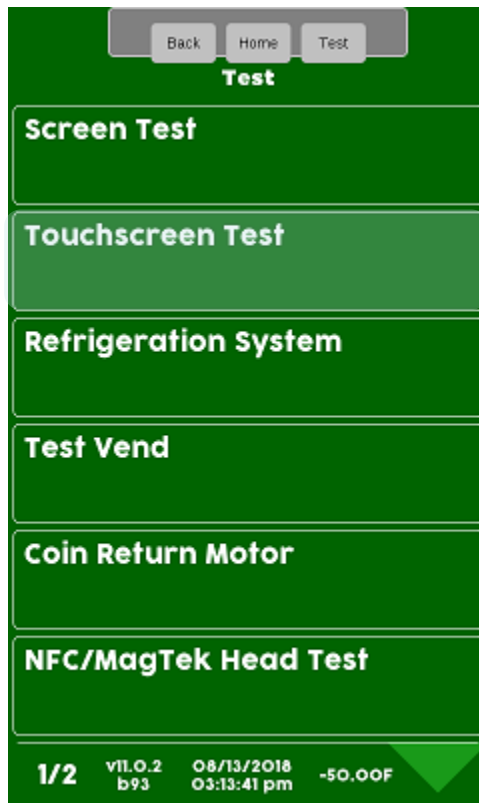 Back Home Test
Test
Screen Test
Touchscreen Test
Refrigeration System
Test Vend
Coin Return Motor
NFC/MagTek Head Test
1/2 v11.0.2 08/13/2018 -50.00F
b93 03:13:41 pm